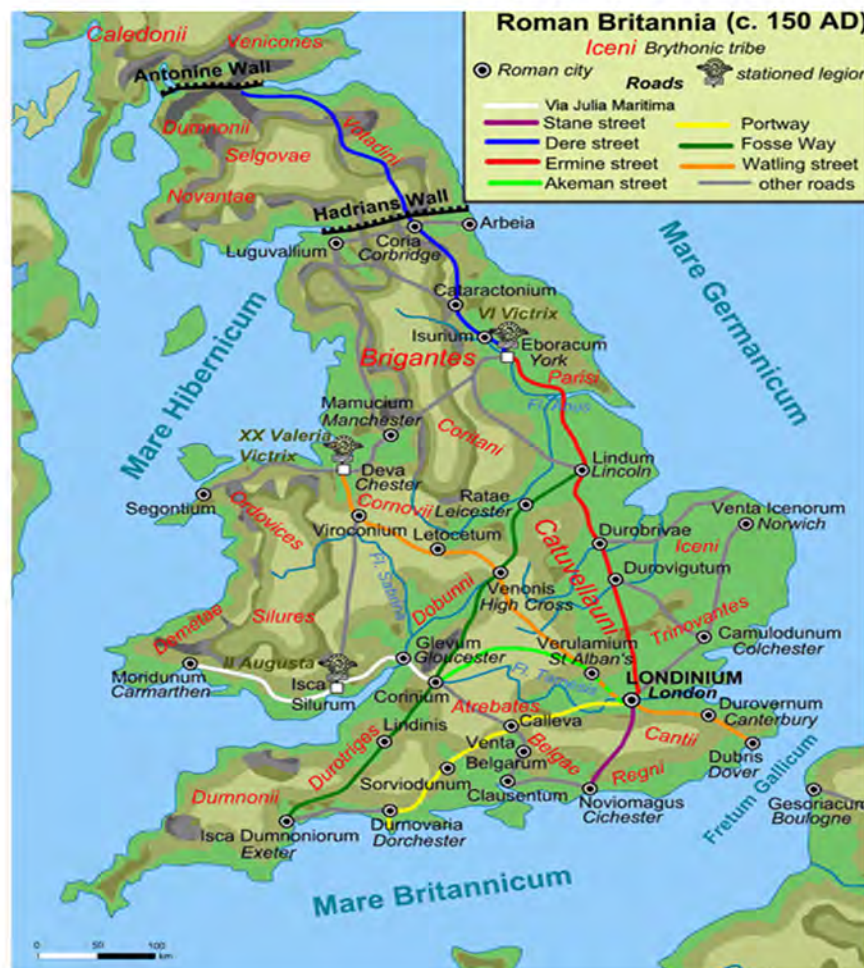 Roman Britannia (c. 150 AD)
Iceni Brythonic tribe
Roman city
stationed legion
Roads
Via Julia Maritima
Stane street
Portway
Dere street
Fosse Way
Ermine street
Watling street
Akeman street
other roads
Caledonii
Venicones
Antonine Wall
Dumnonii
Votadini
Selgovae
Novantae
Hadrians Wall
Arbeia
Luguvallium
Coria
Corbridge
Mare Germanicum
Mare Hibernicum
Cataractonium
VI Victrix
Isurium
Eboracum
York
Brigantes
Parisi
Fl. Abus
Mamucium
Manchester
Coritani
XX Valeria
Victrix
Deva
Chester
Lindum
Lincoln
Segontium
Ordovices
Cornovii
Ratae
Leicester
Venta Icenorum
Norwich
Viroconium
Letocetum
Durobrivae
Iceni
Catuvellauni
Fl. Sabrina
Venonis
High Cross
Durovigutum
Dobunni
Trinovantes
Silures
Demetae
Camulodunum
Colchester
Verulamium
St Alban's
Glevum
Gloucester
II Augusta
Moridunum
Carmarthen
Isca
Silurum
Corinium
Fl. Tamesis
LONDINIUM
London
Atrebates
Durovernum
Canterbury
Calleva
Cantii
Lindinis
Durotriges
Venta
Belgarum
Belgae
Dubris
Dover
Regni
Sorviodunum
Clausentum
Noviomagus
Cichester
Fretum Gallicum
Gesoriacum
Boulogne
Dumnonii
Isca Dumnoniorum
Exeter
Durnovaria
Dorchester
Mare Britannicum
0 50 100
km